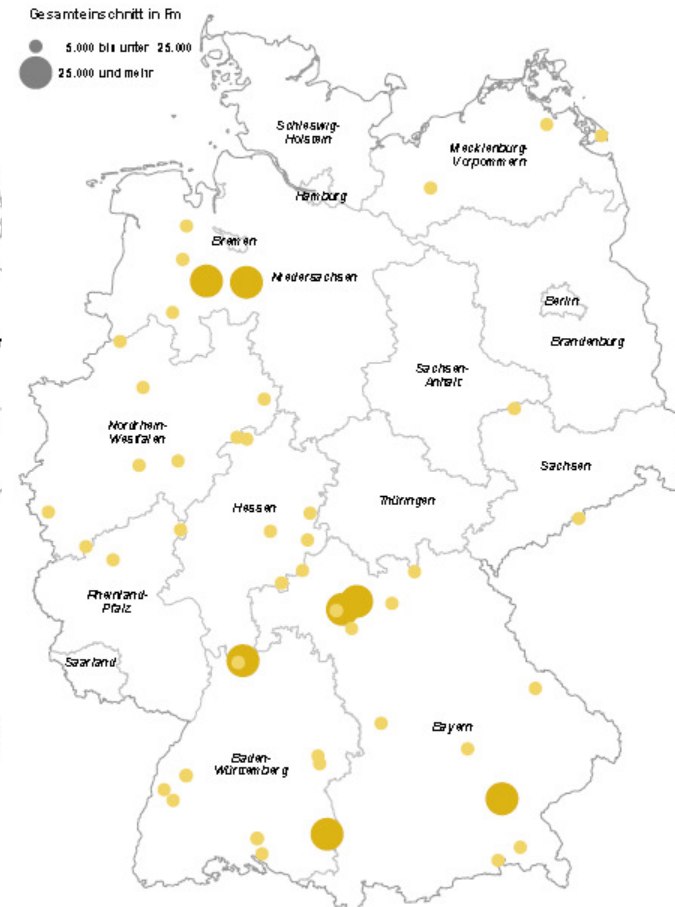 Gesamteinschnitt in Fm
5.000 bis unter 25.000
25.000 und mehr
Schleswig-
Holstein
Mecklenburg-
Vorpommern
Hamburg
Bremen
Niedersachsen
Berlin
Brandenburg
Sachsen-
Anhalt
Nordrhein-
Westfalen
Sachsen
Thüringen
Hessen
Rheinland-
Pfalz
Saarland
Bayern
Baden-
Württemberg